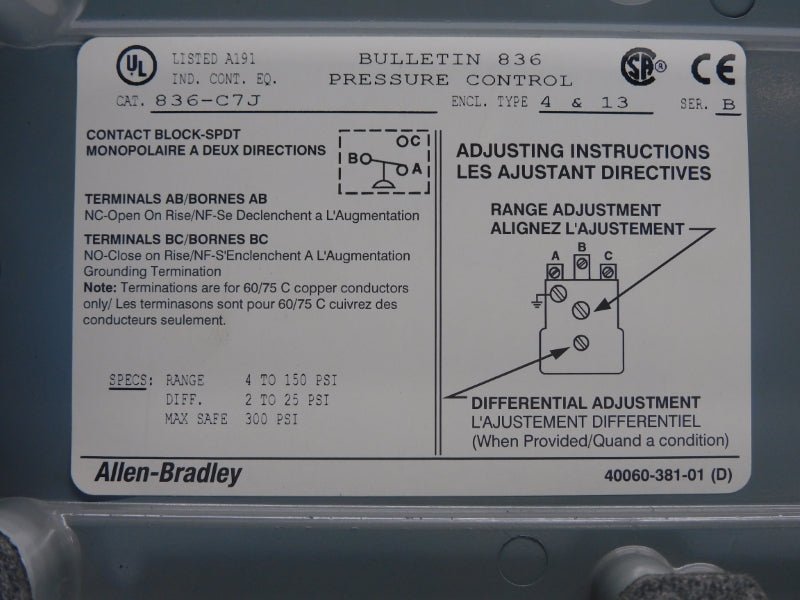 UL LISTED A191 BULLETIN 836 SA ® CE
IND. CONT. EQ. PRESSURE CONTROL
CAT. 836-C7J ENCL. TYPE 4 & 13 SER. B
CONTACT BLOCK-SPDT
MONOPOLAIRE A DEUX DIRECTIONS
C
B
A
TERMINALS AB/BORNES AB
NC-Open On Rise/NF-Se Declenchent a L'Augmentation
TERMINALS BC/BORNES BC
NO-Close on Rise/NF-S'Enclenchent A L'Augmentation
Grounding Termination
Note: Terminations are for 60/75 C copper conductors
only/ Les terminasons sont pour 60/75 C cuivrez des
conducteurs seulement.
SPECS: RANGE 4 TO 150 PSI
DIFF. 2 TO 25 PSI
MAX SAFE 300 PSI
ADJUSTING INSTRUCTIONS
LES AJUSTANT DIRECTIVES
RANGE ADJUSTMENT
ALIGNEZ L'AJUSTEMENT
A B C
DIFFERENTIAL ADJUSTMENT
L'AJUSTEMENT DIFFERENTIEL
(When Provided/Quand a condition)
Allen-Bradley 40060-381-01 (D)